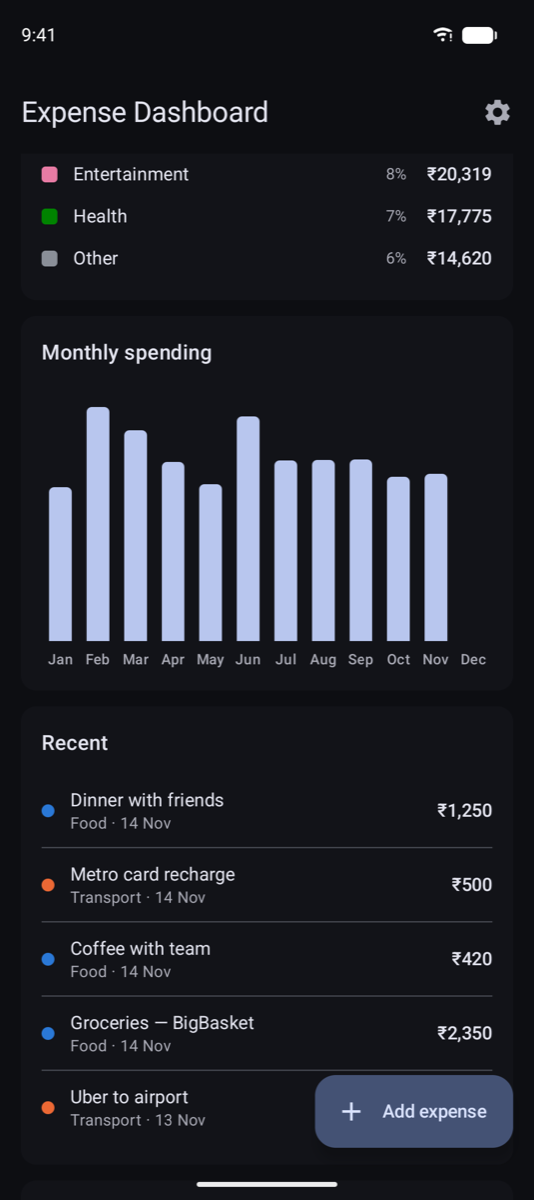 9:41
Expense Dashboard
Entertainment 8% ₹20,319
Health 7% ₹17,775
Other 6% ₹14,620
Monthly spending
Jan Feb Mar Apr May Jun Jul Aug Sep Oct Nov Dec
Recent
Dinner with friends ₹1,250
Food · 14 Nov
Metro card recharge ₹500
Transport · 14 Nov
Coffee with team ₹420
Food · 14 Nov
Groceries — BigBasket ₹2,350
Food · 14 Nov
Uber to airport
Transport · 13 Nov
Add expense